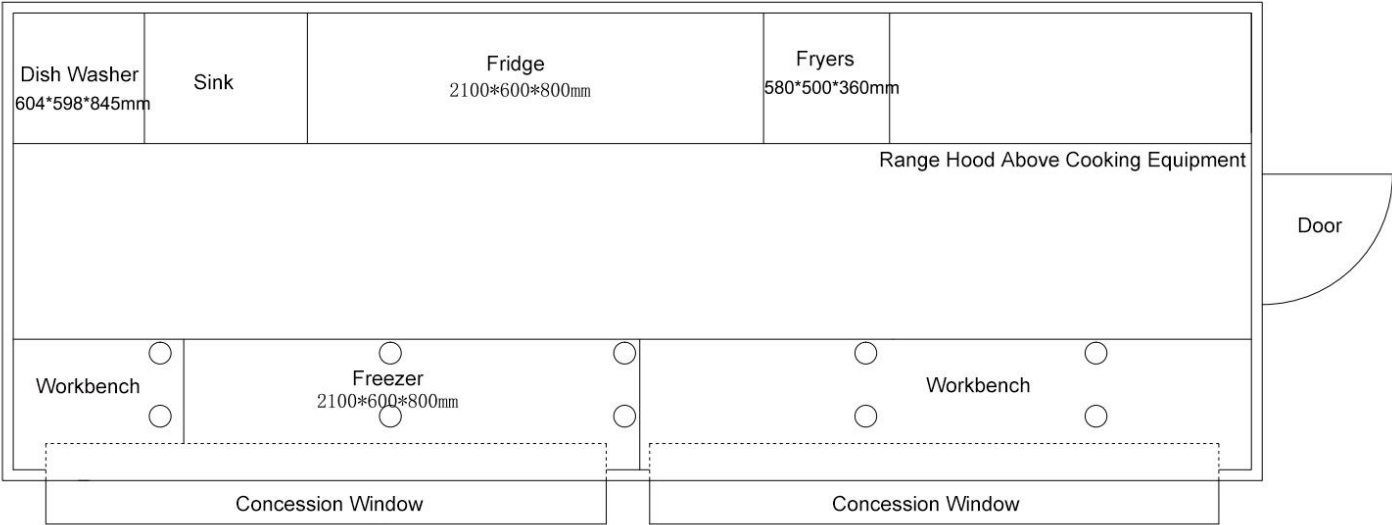 Dish Washer
604*598*845mm
Sink
Fridge
2100*600*800mm
Fryers
580*500*360mm
Range Hood Above Cooking Equipment
Door
Workbench
Freezer
2100*600*800mm
Workbench
Concession Window
Concession Window